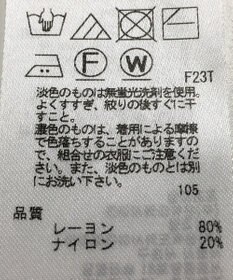 F W
F23T
淡色のものは無蛍光洗剤を使用。
よくすすぎ、絞りの後すぐに干
すこと。
濃色のものは、着用による摩擦
で色落ちすることがありますの
で、組合せの衣服にご注意くだ
さい。また、淡色のものとは別
にお洗い下さい。
105
品質
レーヨン 80%
ナイロン 20%